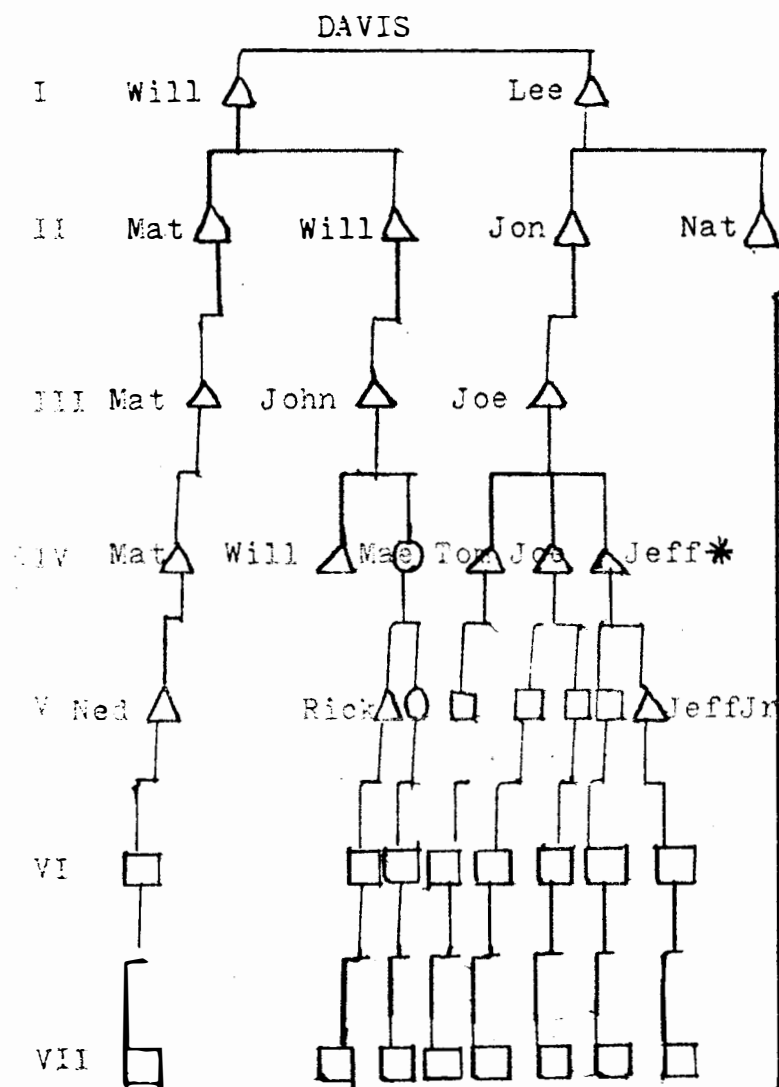 DAVIS
I Will Lee
II Mat Will Jon Nat
III Mat John Joe
IV Mat Will Mae Tom Joe Jeff*
V Ned Rick JeffJr
VI
VII